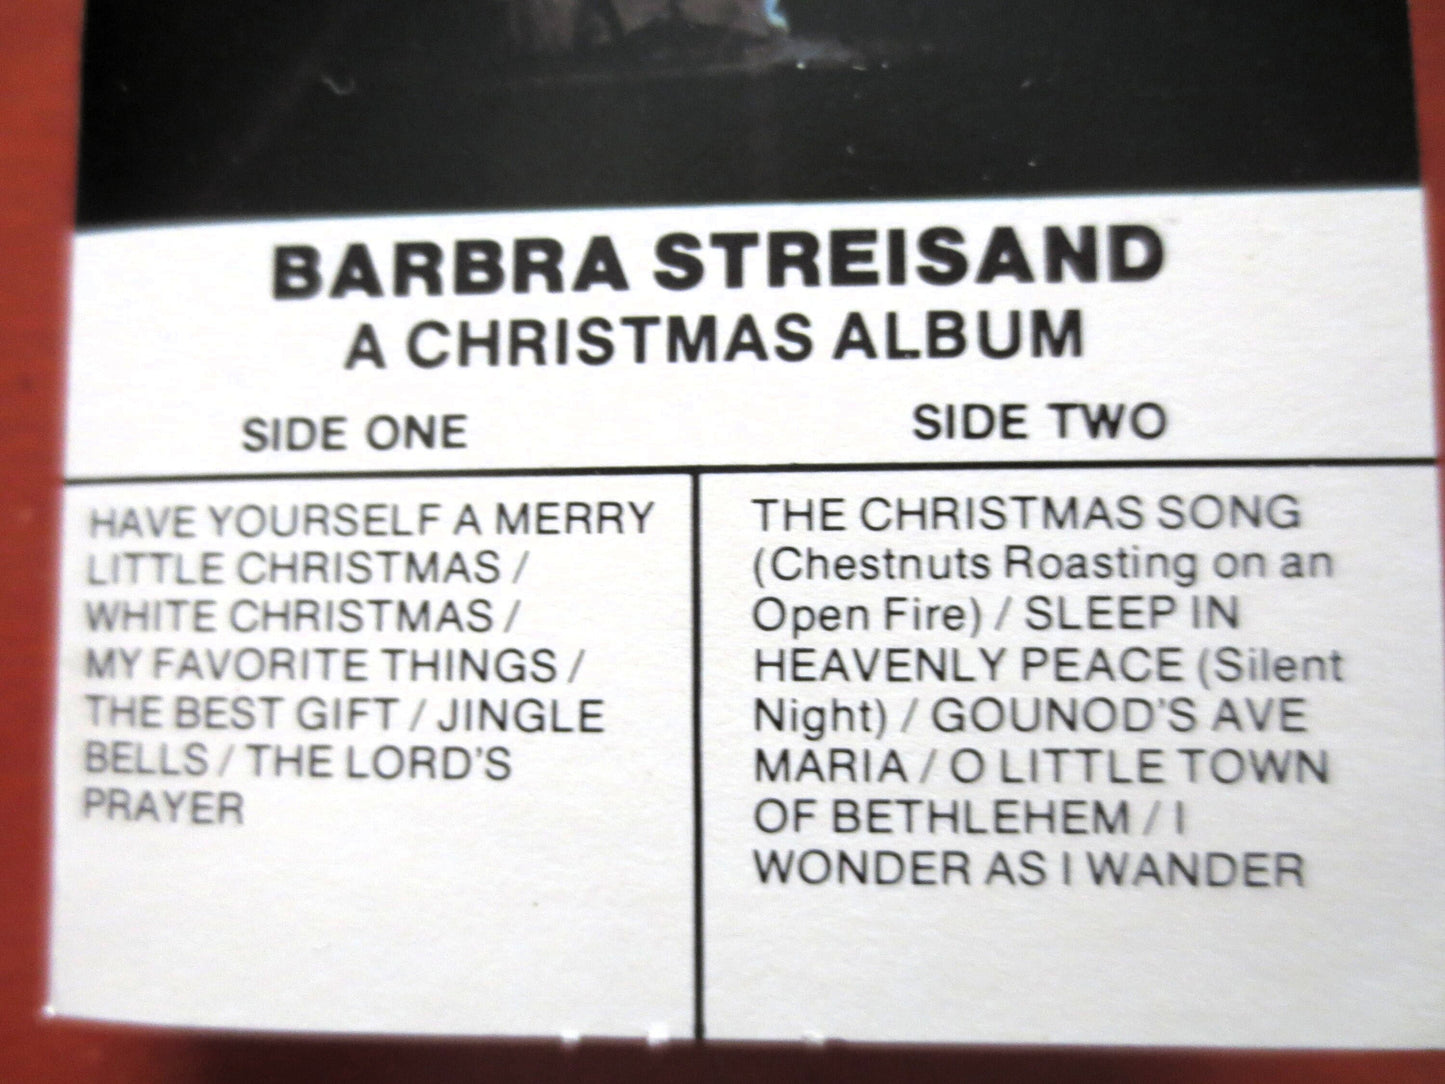 BARBRA STREISAND
A CHRISTMAS ALBUM
SIDE ONE
HAVE YOURSELF A MERRY
LITTLE CHRISTMAS /
WHITE CHRISTMAS /
MY FAVORITE THINGS /
THE BEST GIFT / JINGLE
BELLS / THE LORD'S
PRAYER
SIDE TWO
THE CHRISTMAS SONG
(Chestnuts Roasting on an
Open Fire) / SLEEP IN
HEAVENLY PEACE (Silent
Night) / GOUNOD'S AVE
MARIA / O LITTLE TOWN
OF BETHLEHEM / I
WONDER AS I WANDER